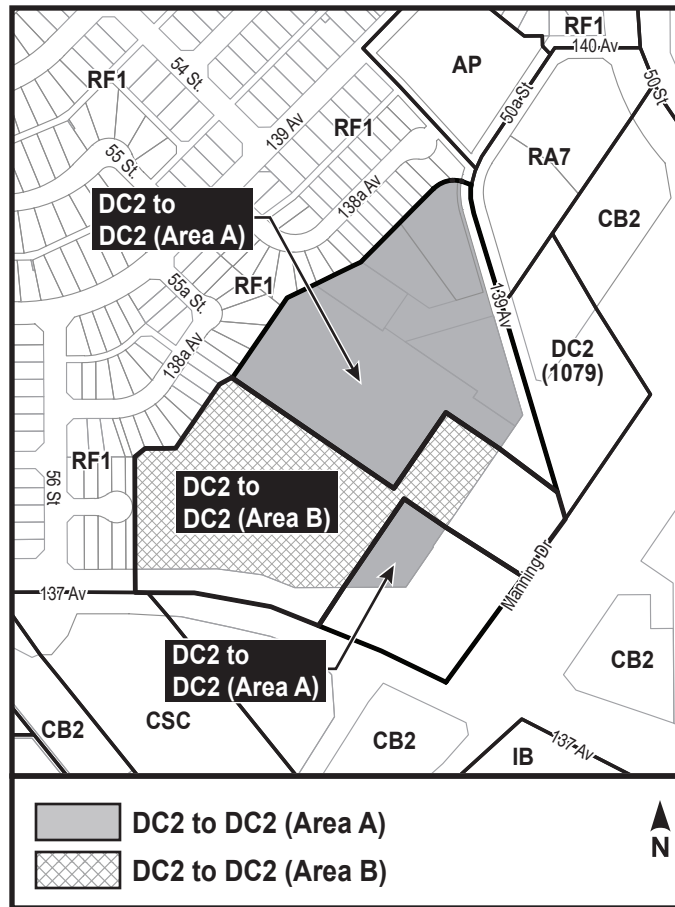 RF1
140 Av
AP
54 St.
50 St
RF1
50a St
139 Av
RF1
RA7
55 St.
138a Av
DC2 to
DC2 (Area A)
CB2
RF1
55a St.
139 Av
138a Av
DC2
(1079)
RF1
56 St
DC2 to
DC2 (Area B)
Manning Dr
137 Av
DC2 to
DC2 (Area A)
CB2
CSC
CB2
CB2
137 Av
IB
DC2 to DC2 (Area A)
DC2 to DC2 (Area B)
N